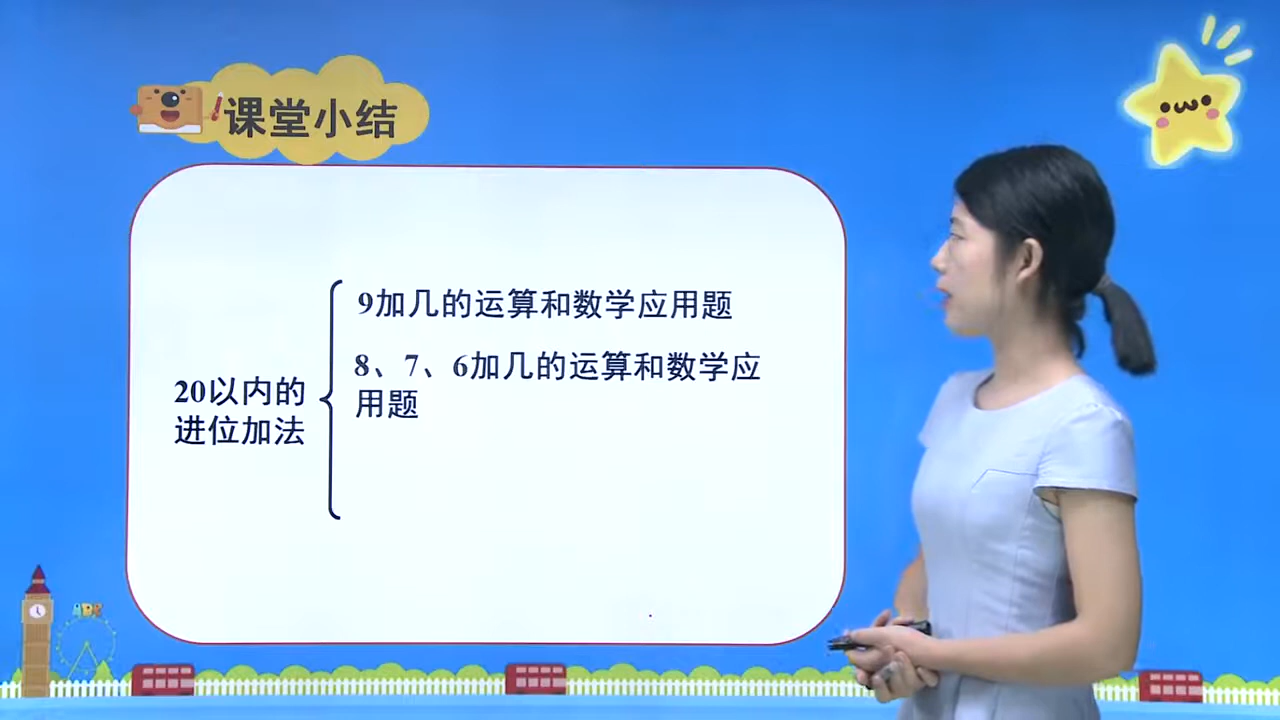 课堂小结
9加几的运算和数学应用题
8、7、6加几的运算和数学应
用题
20以内的
进位加法